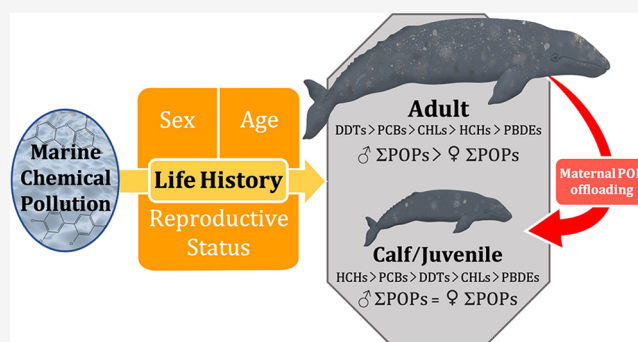 Marine
Chemical
Pollution
Sex
Age
Life History
Reproductive
Status
Adult
DDTs>PCBs>CHLs>HCHs>PBDEs
♂ ΣPOPs > ♀ ΣPOPs
Maternal POP
offloading
Calf/Juvenile
HCHs>PCBs>DDTs>CHLs>PBDEs
♂ ΣPOPs = ♀ ΣPOPs